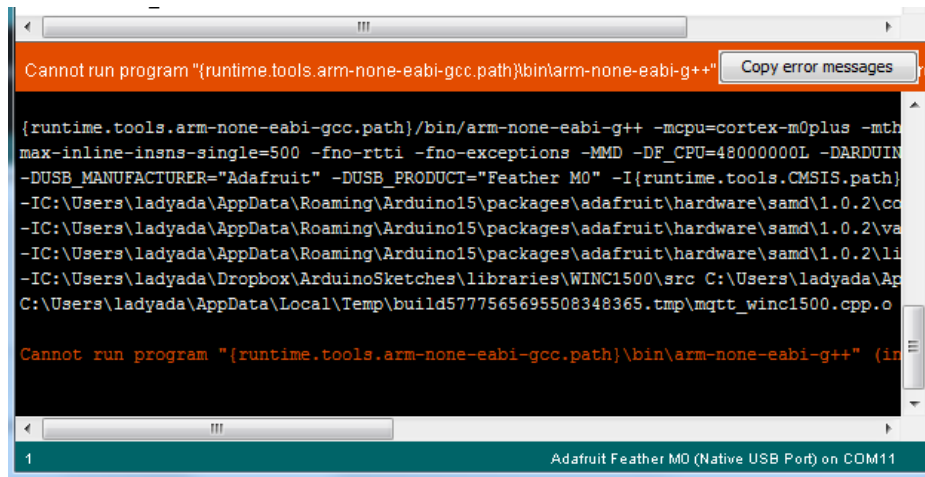 Cannot run program "{runtime.tools.arm-none-eabi-gcc.path}\bin\arm-none-eabi-g++"
Copy error messages
{runtime.tools.arm-none-eabi-gcc.path}/bin/arm-none-eabi-g++ -mcpu=cortex-m0plus -mth
max-inline-insns-single=500 -fno-rtti -fno-exceptions -MMD -DF_CPU=48000000L -DARDUIN
-DUSB_MANUFACTURER="Adafruit" -DUSB_PRODUCT="Feather M0" -I{runtime.tools.CMSIS.path}
-IC:\Users\ladyada\AppData\Roaming\Arduino15\packages\adafruit\hardware\samd\1.0.2\co
-IC:\Users\ladyada\AppData\Roaming\Arduino15\packages\adafruit\hardware\samd\1.0.2\va
-IC:\Users\ladyada\AppData\Roaming\Arduino15\packages\adafruit\hardware\samd\1.0.2\li
-IC:\Users\ladyada\Dropbox\ArduinoSketches\libraries\WINC1500\src C:\Users\ladyada\Ap
C:\Users\ladyada\AppData\Local\Temp\build5777565695508348365.tmp\mqtt_winc1500.cpp.o
Cannot run program "{runtime.tools.arm-none-eabi-gcc.path}\bin\arm-none-eabi-g++" (in
1
Adafruit Feather M0 (Native USB Port) on COM11